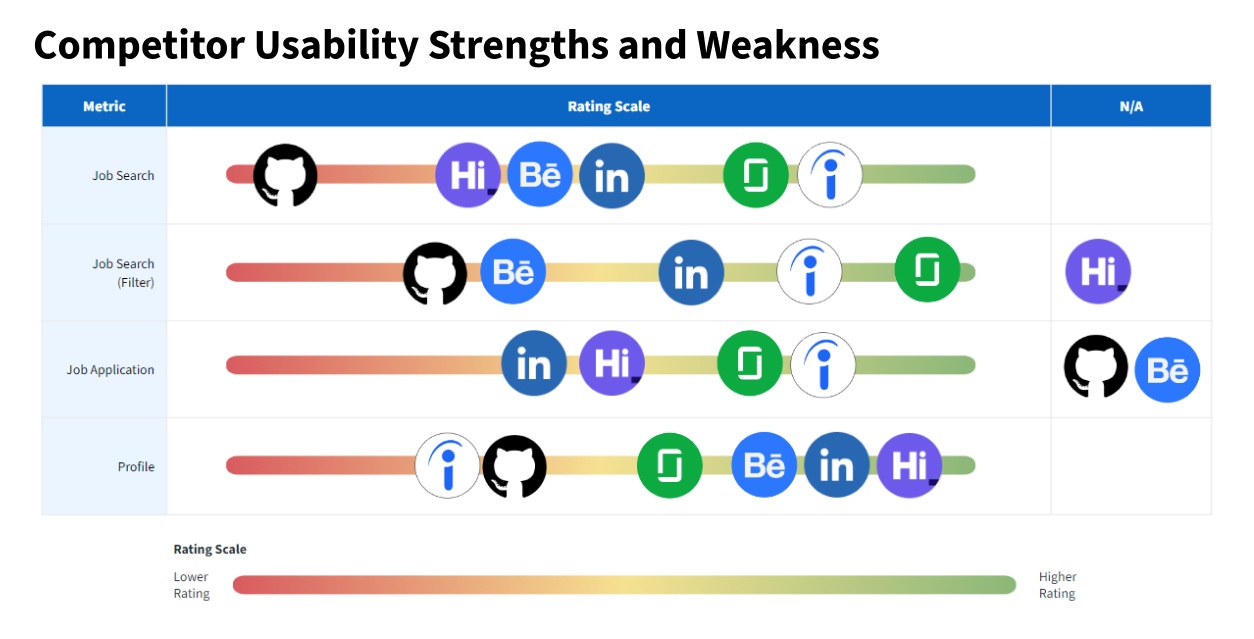 Competitor Usability Strengths and Weakness
Metric
Rating Scale
N/A
Job Search
Hi
Bē
in
Job Search
(Filter)
Bē
in
Hi
Job Application
in
Hi
Bē
Profile
Bē
in
Hi
Rating Scale
Lower
Rating
Higher
Rating